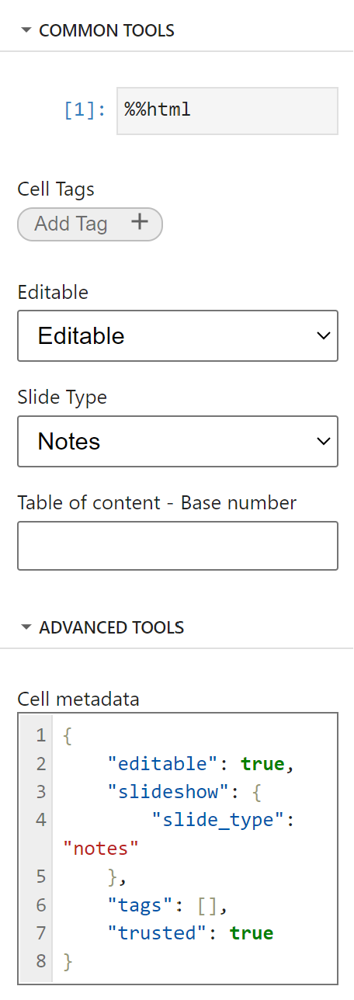 COMMON TOOLS
[1]: %%html
Cell Tags
Add Tag +
Editable
Editable
Slide Type
Notes
Table of content - Base number
ADVANCED TOOLS
Cell metadata
1 {
2     "editable": true,
3     "slideshow": {
4         "slide_type":
"notes"
5     },
6     "tags": [],
7     "trusted": true
8 }